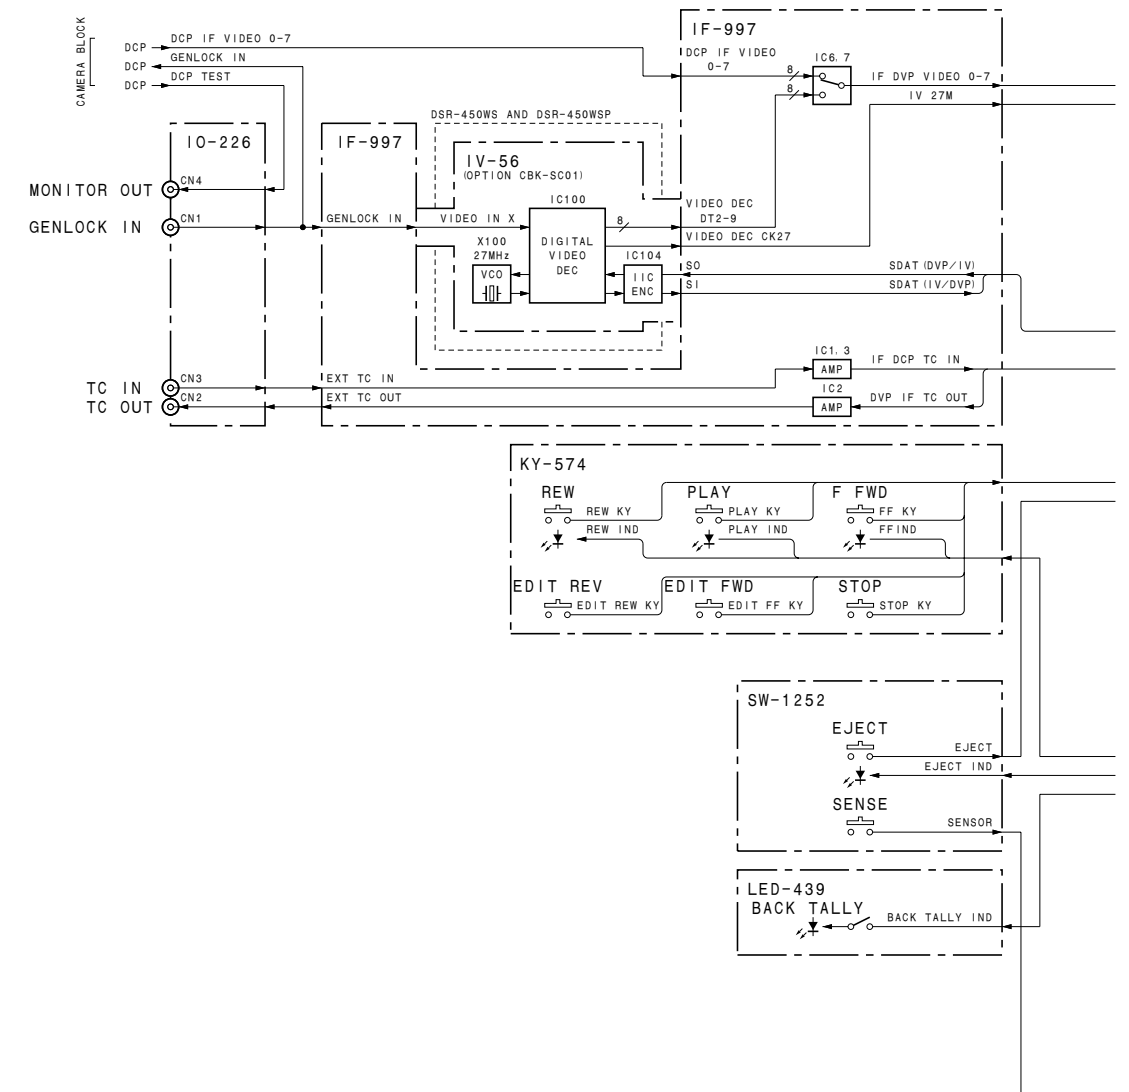 CAMERA BLOCK
DCP
DCP IF VIDEO 0-7
DCP
GENLOCK IN
DCP
DCP TEST
IF-997
DCP IF VIDEO
0-7
8
8
IC6, 7
IF DVP VIDEO 0-7
IV 27M
DSR-450WS AND DSR-450WSP
IO-226
IF-997
IV-56
(OPTION CBK-SC01)
MONITOR OUT
CN4
GENLOCK IN
CN1
GENLOCK IN
VIDEO IN X
IC100
DIGITAL
VIDEO
DEC
8
VIDEO DEC
DT2-9
VIDEO DEC CK27
X100
27MHz
VCO
IC104
IIC
ENC
SO
SI
SDAT(DVP/IV)
SDAT(IV/DVP)
TC IN
CN3
EXT TC IN
IC1, 3
AMP
IF DCP TC IN
TC OUT
CN2
EXT TC OUT
IC2
AMP
DVP IF TC OUT
KY-574
REW
REW KY
REW IND
PLAY
PLAY KY
PLAY IND
F FWD
FF KY
FFIND
EDIT REV
EDIT REW KY
EDIT FWD
EDIT FF KY
STOP
STOP KY
SW-1252
EJECT
EJECT
EJECT IND
SENSE
SENSOR
LED-439
BACK TALLY
BACK TALLY IND